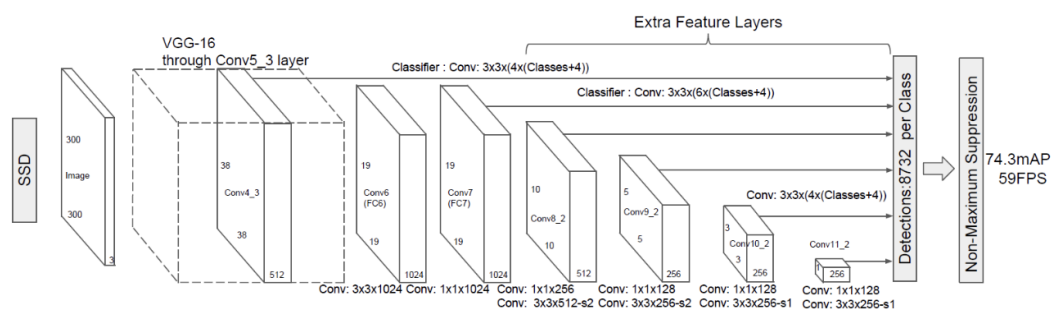 Extra Feature Layers
VGG-16
through Conv5_3 layer
Classifier : Conv: 3x3x(4x(Classes+4))
Classifier : Conv: 3x3x(6x(Classes+4))
SSD
300
Image
300
3
38
Conv4_3
38
512
19
Conv6
(FC6)
19
1024
19
Conv7
(FC7)
19
1024
10
Conv8_2
10
512
5
Conv9_2
5
256
Conv: 3x3x(4x(Classes+4))
3
Conv10_2
3
256
Conv11_2
1
256
Detections:8732 per Class
Non-Maximum Suppression
74.3mAP
59FPS
Conv: 3x3x1024
Conv: 1x1x1024
Conv: 1x1x256
Conv: 3x3x512-s2
Conv: 1x1x128
Conv: 3x3x256-s2
Conv: 1x1x128
Conv: 3x3x256-s1
Conv: 1x1x128
Conv: 3x3x256-s1